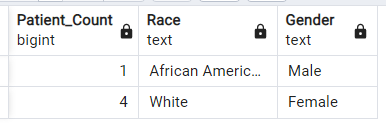 Patient_Count Race Gender
bigint text text
1 African Americ... Male
4 White Female